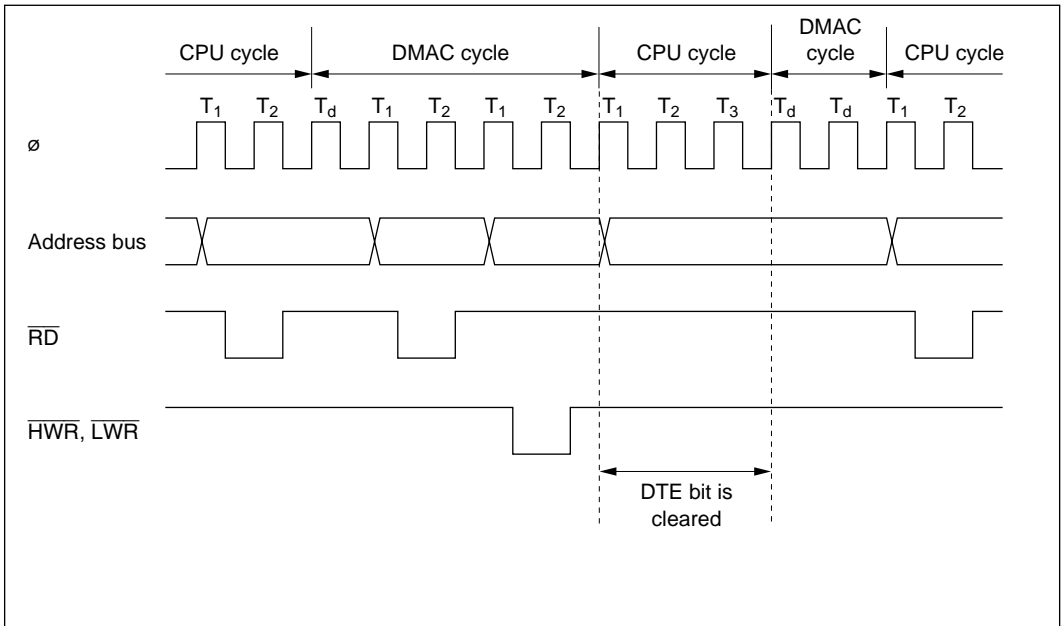 CPU cycle DMAC cycle CPU cycle DMAC cycle CPU cycle
T1 T2 Td T1 T2 T1 T2 T1 T2 T3 Td Td T1 T2
ø
Address bus
RD
HWR, LWR
DTE bit is
cleared